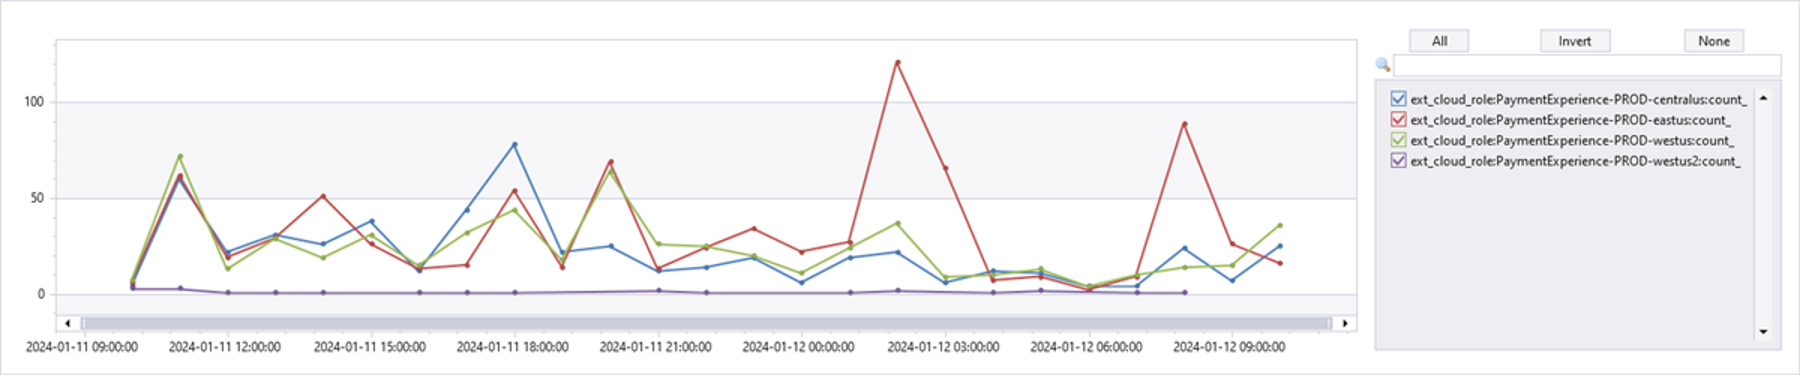 All
Invert
None
100
50
0
ext_cloud_role:PaymentExperience-PROD-centralus:count_
ext_cloud_role:PaymentExperience-PROD-eastus:count_
ext_cloud_role:PaymentExperience-PROD-westus:count_
ext_cloud_role:PaymentExperience-PROD-westus2:count_
2024-01-11 09:00:00 2024-01-11 12:00:00 2024-01-11 15:00:00 2024-01-11 18:00:00 2024-01-11 21:00:00 2024-01-12 00:00:00 2024-01-12 03:00:00 2024-01-12 06:00:00 2024-01-12 09:00:00